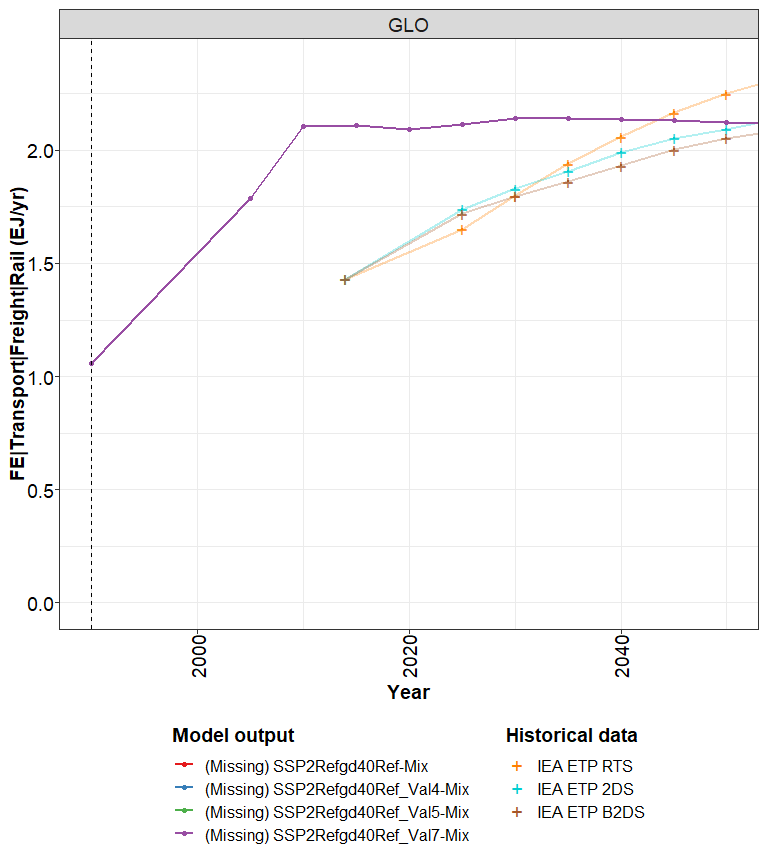 GLO
FE|Transport|Freight|Rail (EJ/yr)
2.0
1.5
1.0
0.5
0.0
2000
2020
2040
Year
Model output
(Missing) SSP2Refgd40Ref-Mix
(Missing) SSP2Refgd40Ref_Val4-Mix
(Missing) SSP2Refgd40Ref_Val5-Mix
(Missing) SSP2Refgd40Ref_Val7-Mix
Historical data
IEA ETP RTS
IEA ETP 2DS
IEA ETP B2DS